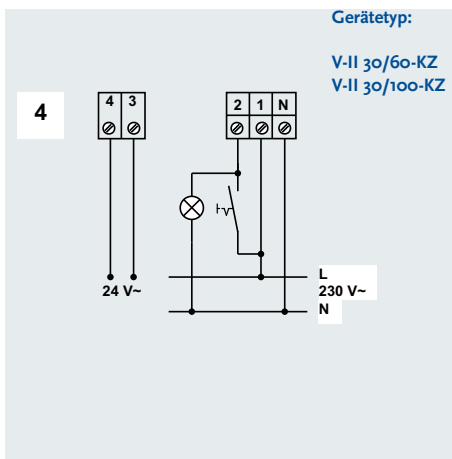 Gerätetyp:
V-II 30/60-KZ
V-II 30/100-KZ
4
4 3
2 1 N
L
24 V~
230 V~
N